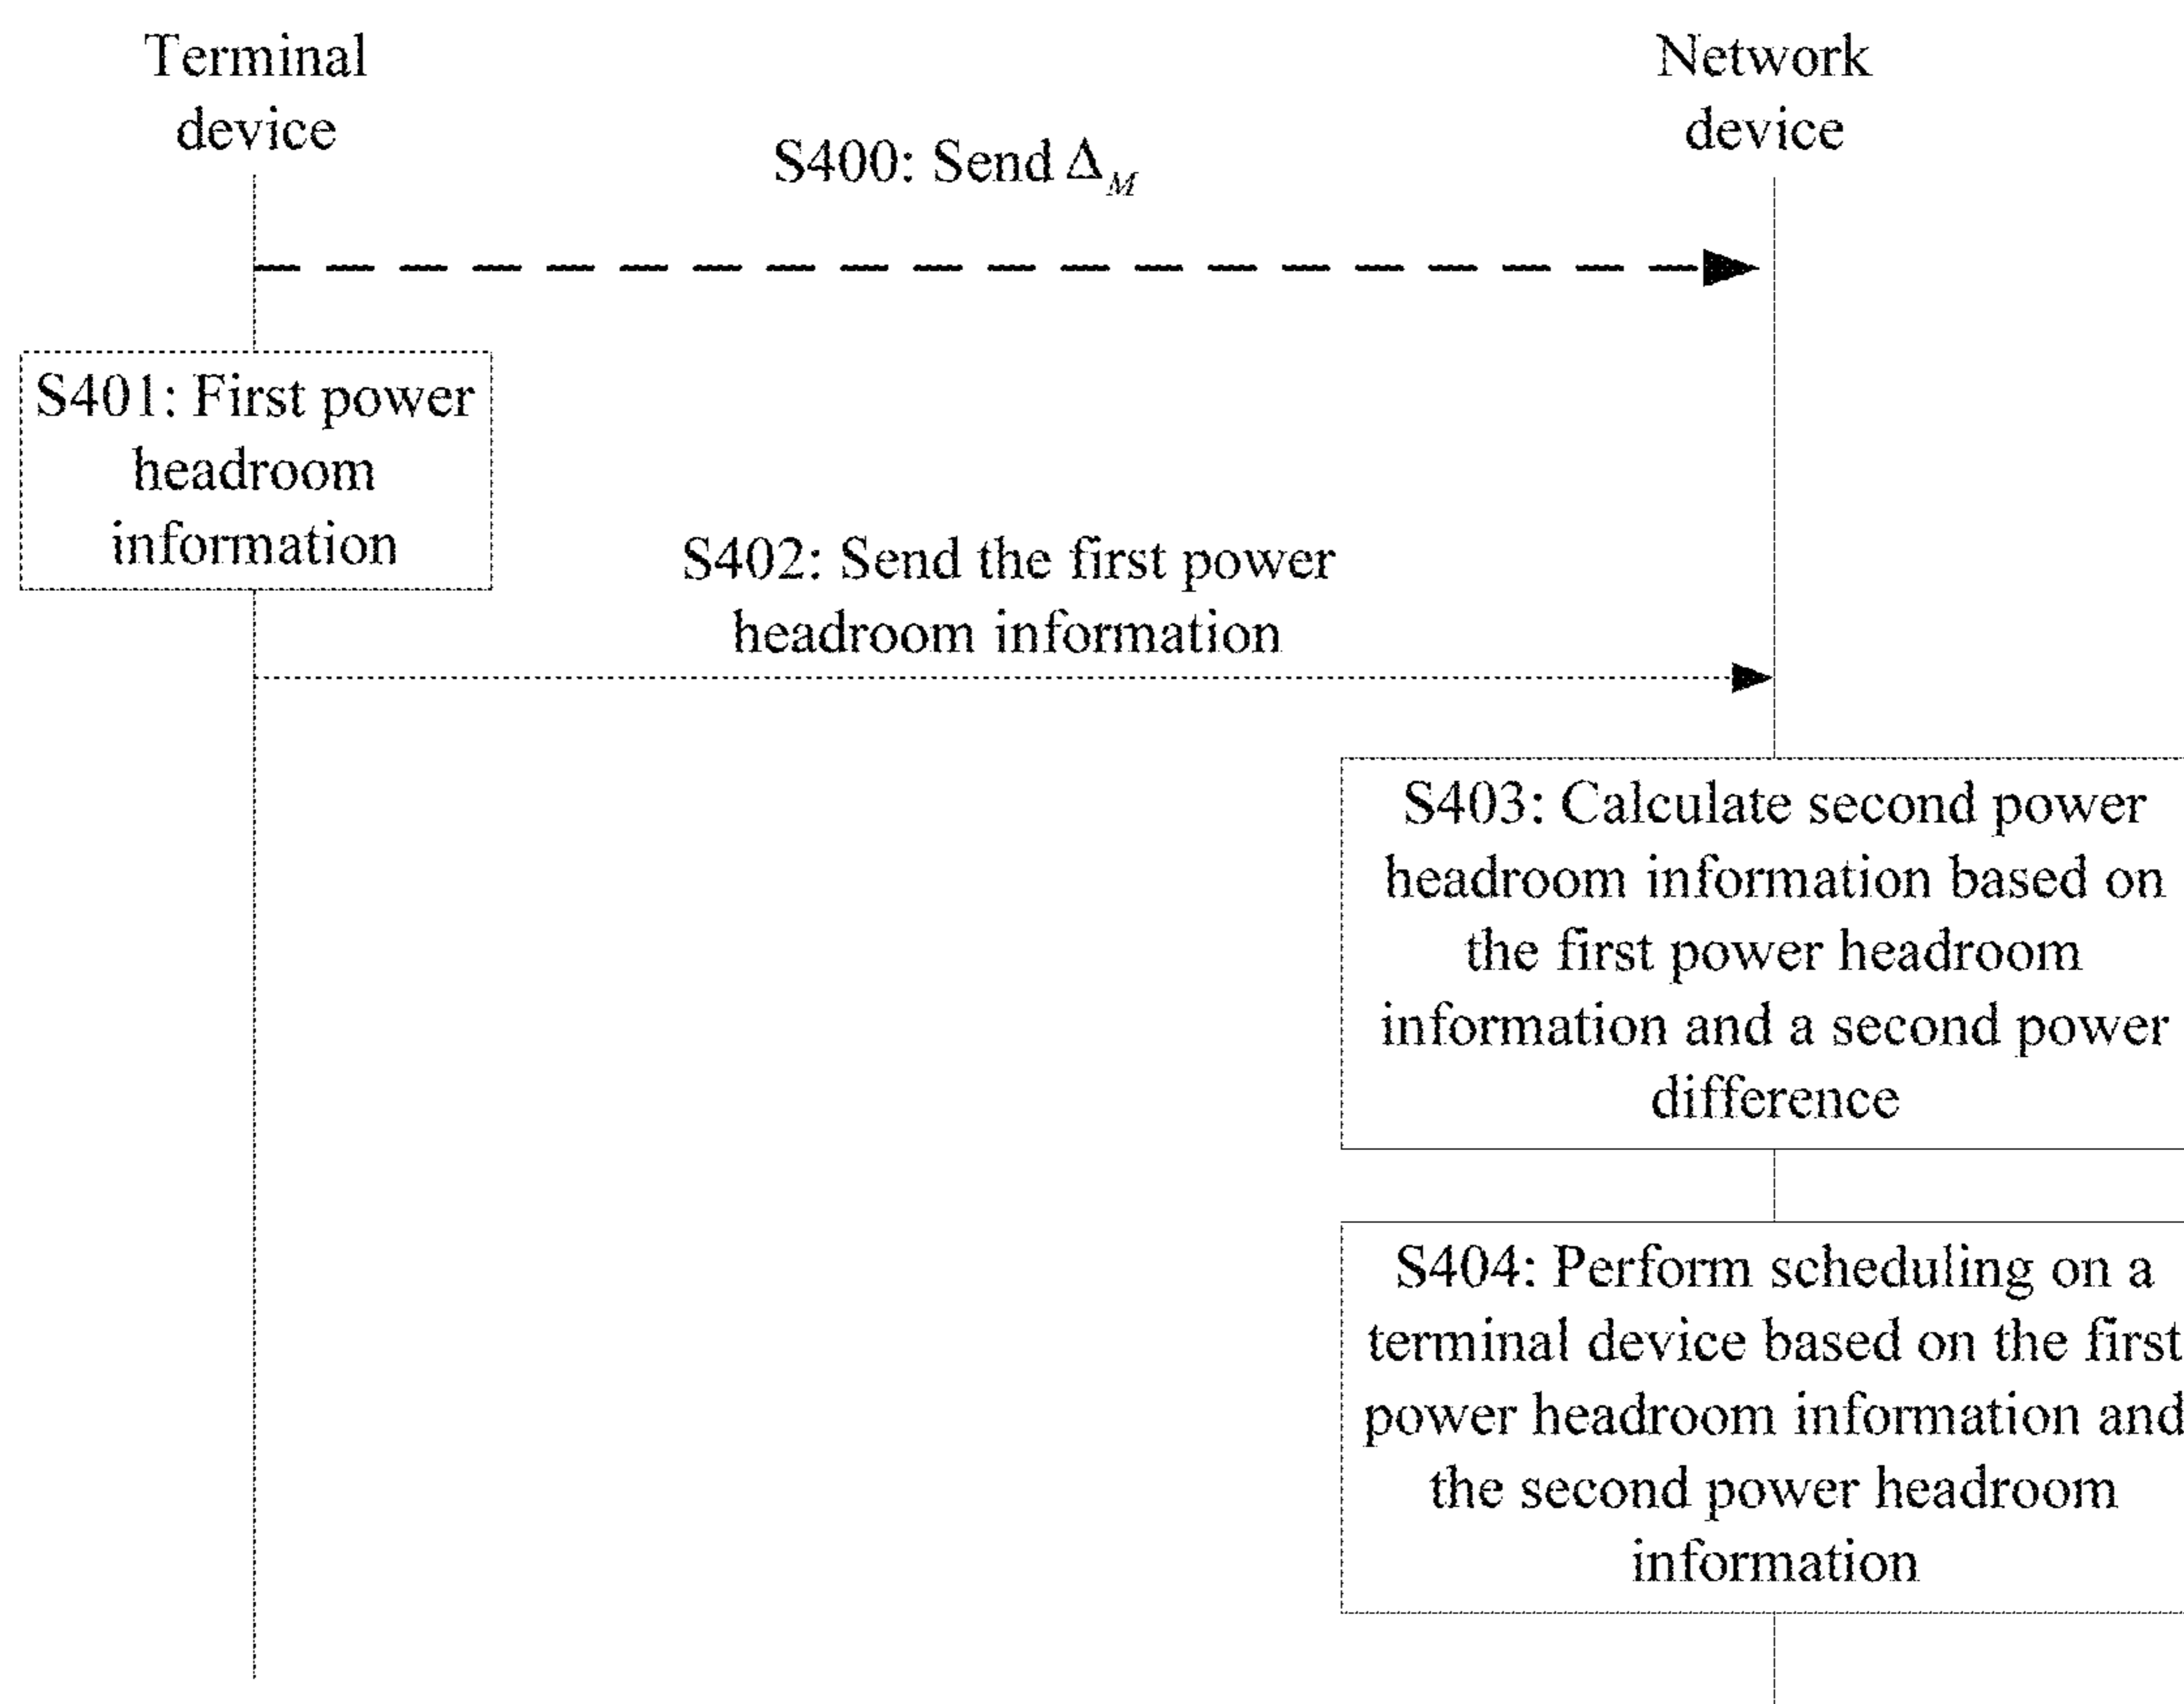 Terminal
device
Network
device
S400: Send Δ_M
S401: First power
headroom
information
S402: Send the first power
headroom information
S403: Calculate second power
headroom information based on
the first power headroom
information and a second power
difference
S404: Perform scheduling on a
terminal device based on the first
power headroom information and
the second power headroom
information